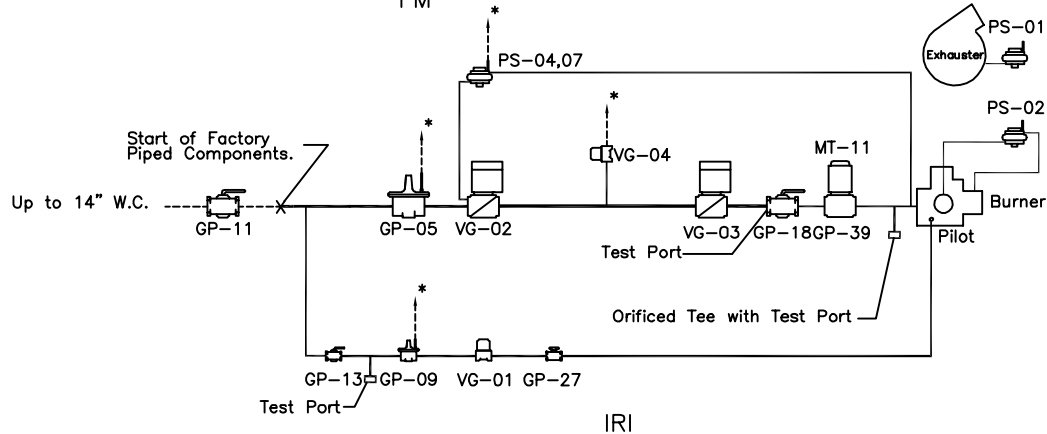 FM
*
PS-01
Exhauster
PS-04,07
*
PS-02
*
Start of Factory
Piped Components.
VG-04
MT-11
Up to 14" W.C.
Burner
GP-11
GP-05
VG-02
VG-03
GP-18
GP-39
Pilot
Test Port
*
Orificed Tee with Test Port
GP-13
GP-09
VG-01
GP-27
Test Port
IRI